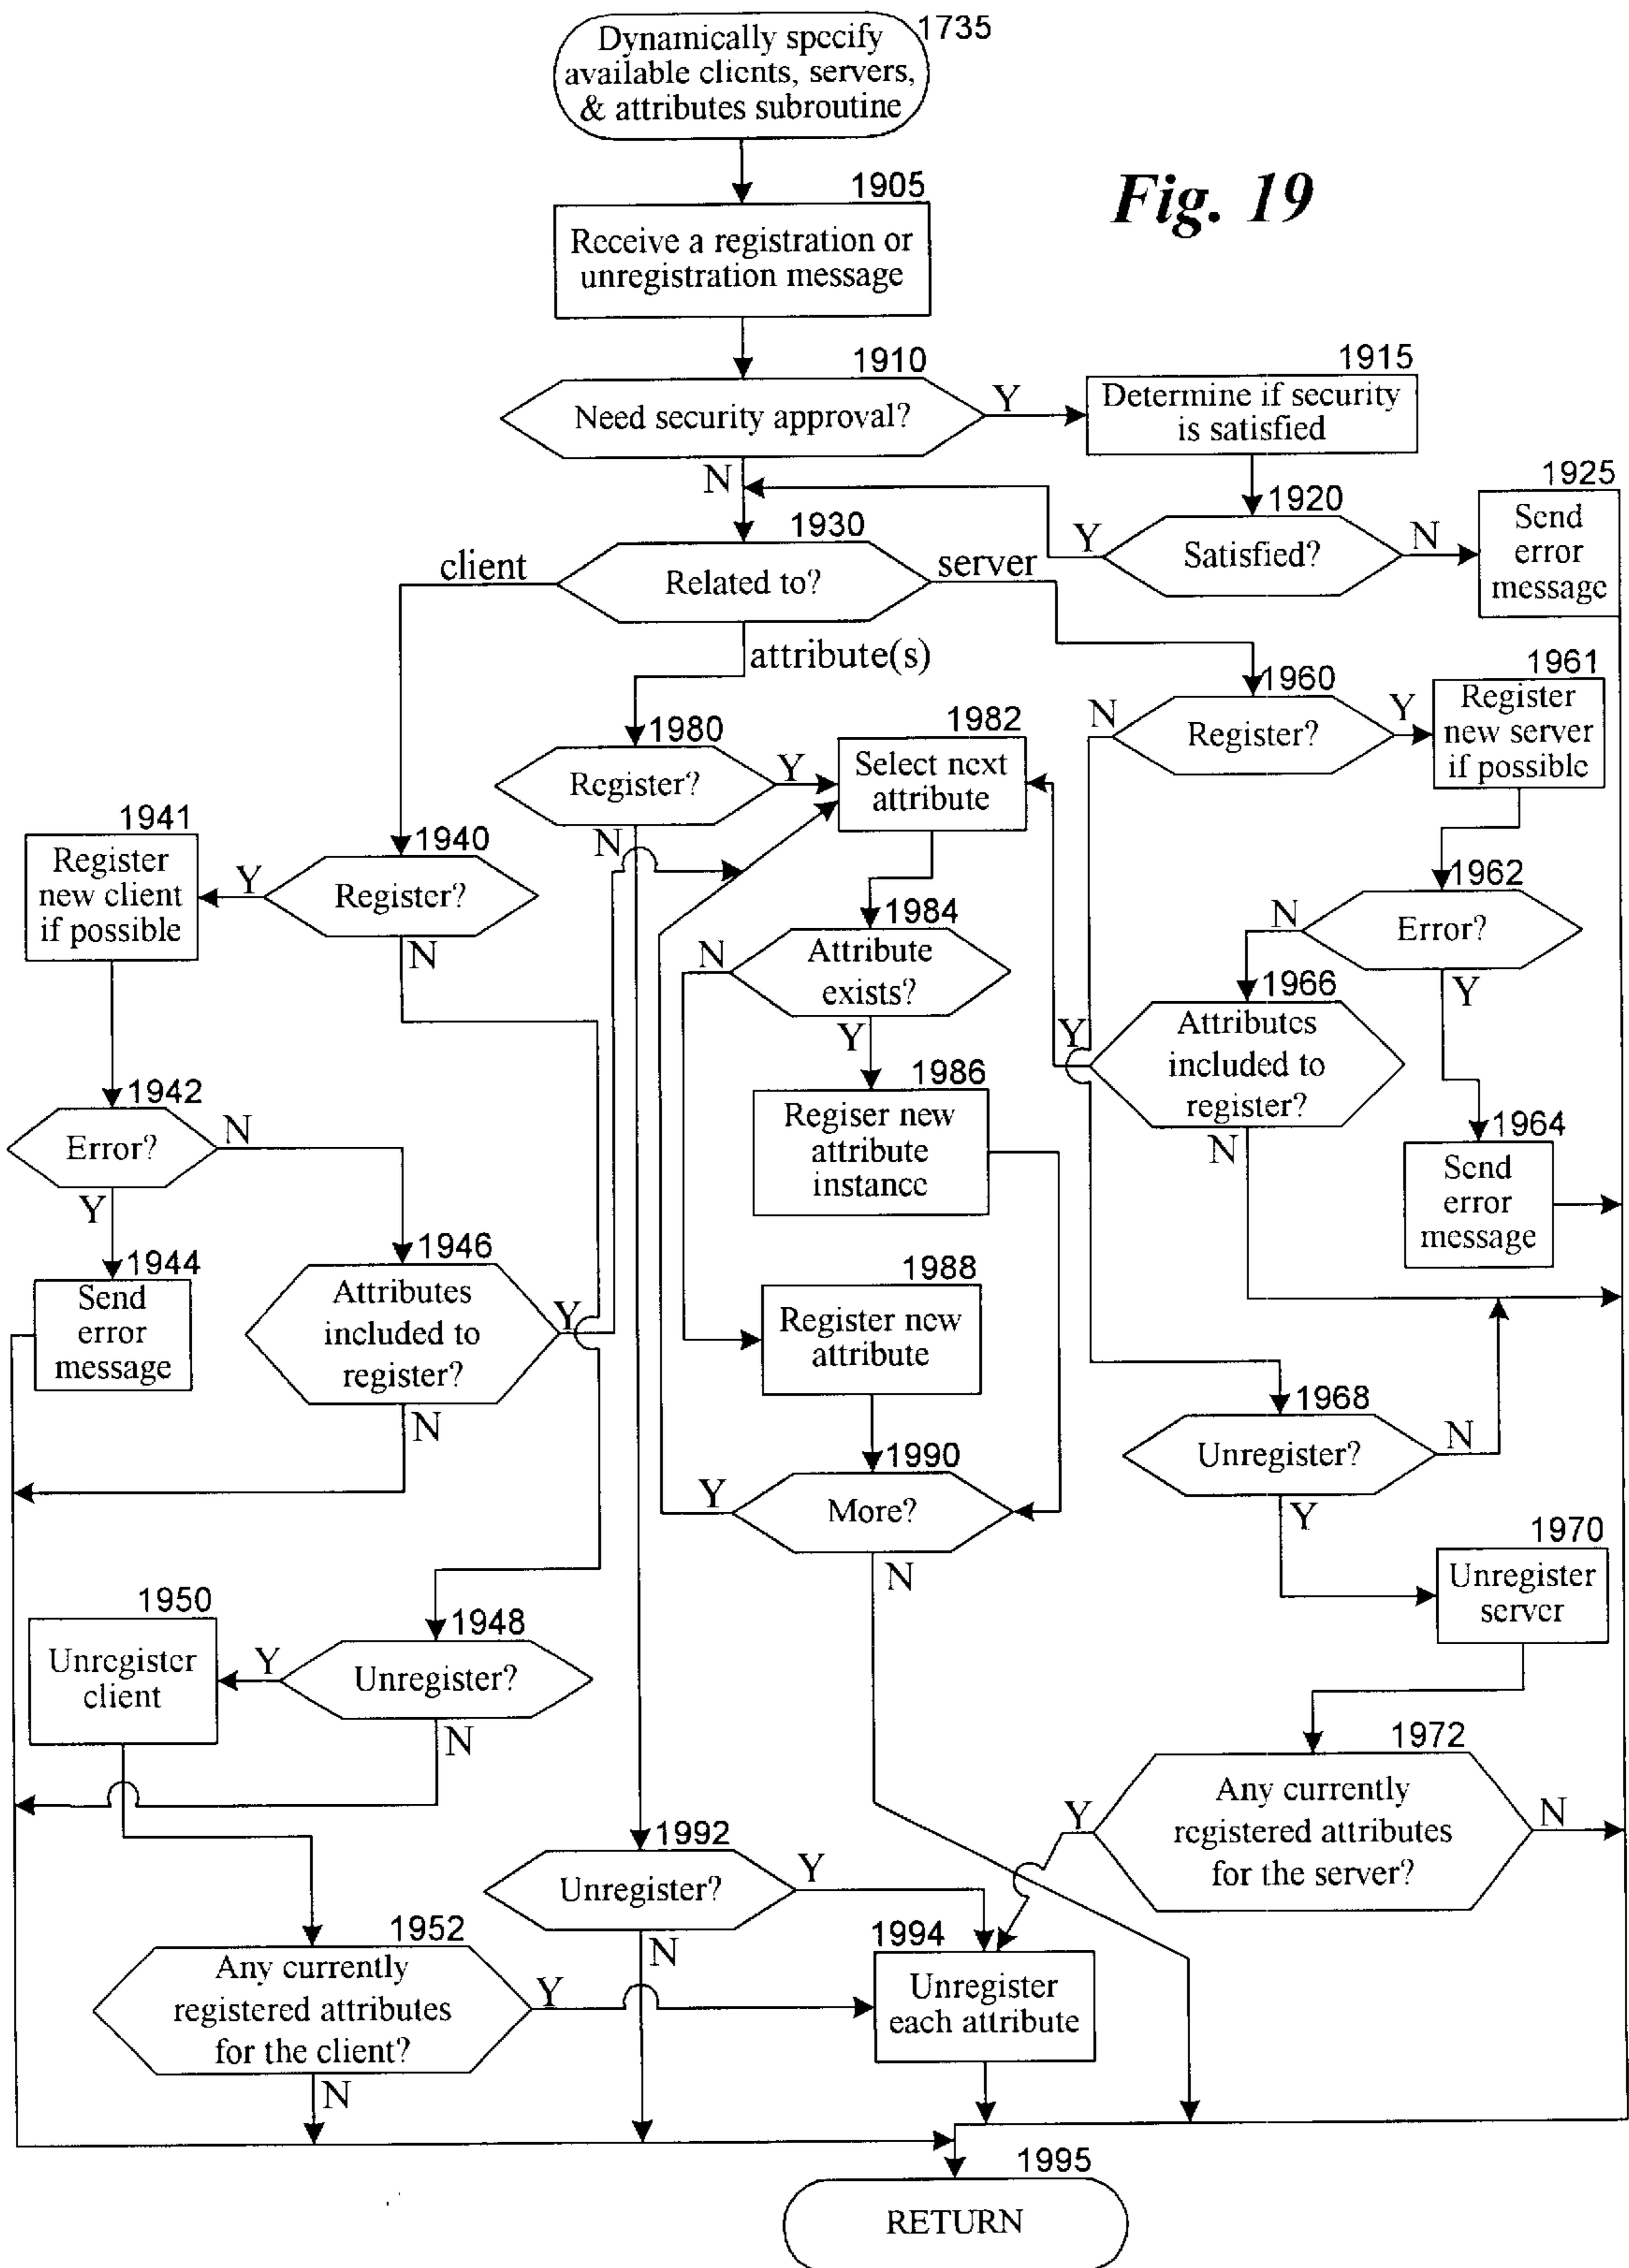 1735
Dynamically specify
available clients, servers,
& attributes subroutine
Fig. 19
1905
Receive a registration or
unregistration message
1910
Need security approval?
Y
N
1915
Determine if security
is satisfied
1920
Satisfied?
Y
N
1925
Send
error
message
1930
Related to?
client
server
attribute(s)
1960
Register?
N
Y
1961
Register
new server
if possible
1980
Register?
Y
N
1982
Select next
attribute
1941
Register
new client
if possible
1940
Register?
Y
N
1962
Error?
N
Y
1984
Attribute
exists?
N
Y
1966
Attributes
included to
register?
Y
N
1986
Regiser new
attribute
instance
1964
Send
error
message
1942
Error?
N
Y
1944
Send
error
message
1946
Attributes
included to
register?
Y
N
1988
Register new
attribute
1968
Unregister?
N
Y
1990
More?
Y
N
1970
Unregister
server
1950
Unregister
client
1948
Unregister?
Y
N
1972
Any currently
registered attributes
for the server?
Y
N
1992
Unregister?
Y
N
1952
Any currently
registered attributes
for the client?
Y
N
1994
Unregister
each attribute
1995
RETURN